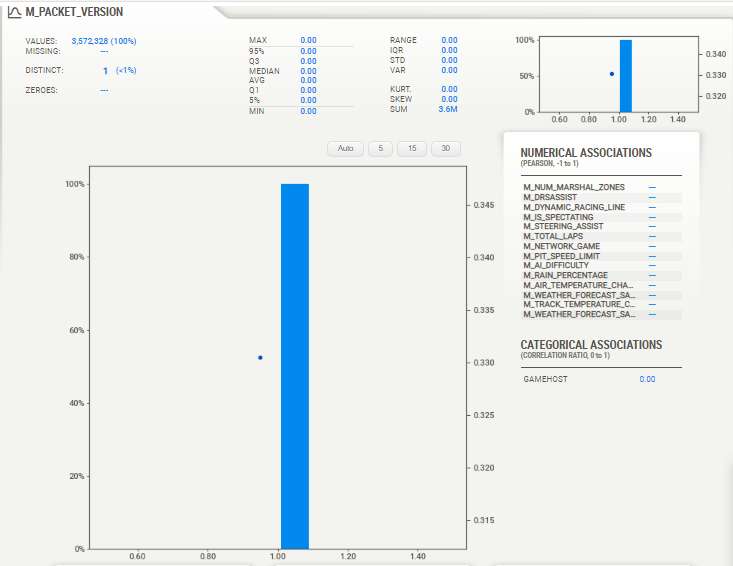 M_PACKET_VERSION
VALUES: 3,572,328 (100%)
MISSING: ---
DISTINCT: 1 (<1%)
ZEROES: ---
MAX 0.00
95% 0.00
Q3 0.00
MEDIAN 0.00
AVG 0.00
Q1 0.00
5% 0.00
MIN 0.00
RANGE 0.00
IQR 0.00
STD 0.00
VAR 0.00
KURT. 0.00
SKEW 0.00
SUM 3.6M
100%
50%
0%
0.340
0.330
0.320
0.60 0.80 1.00 1.20 1.40
Auto 5 15 30
100%
80%
60%
40%
20%
0%
0.345
0.340
0.335
0.330
0.325
0.320
0.315
0.60 0.80 1.00 1.20 1.40
NUMERICAL ASSOCIATIONS
(PEARSON, -1 to 1)
M_NUM_MARSHAL_ZONES —
M_DRSASSIST —
M_DYNAMIC_RACING_LINE —
M_IS_SPECTATING —
M_STEERING_ASSIST —
M_TOTAL_LAPS —
M_NETWORK_GAME —
M_PIT_SPEED_LIMIT —
M_AI_DIFFICULTY —
M_RAIN_PERCENTAGE —
M_AIR_TEMPERATURE_CHA... —
M_WEATHER_FORECAST_SA... —
M_TRACK_TEMPERATURE_C... —
M_WEATHER_FORECAST_SA... —
CATEGORICAL ASSOCIATIONS
(CORRELATION RATIO, 0 to 1)
GAMEHOST 0.00